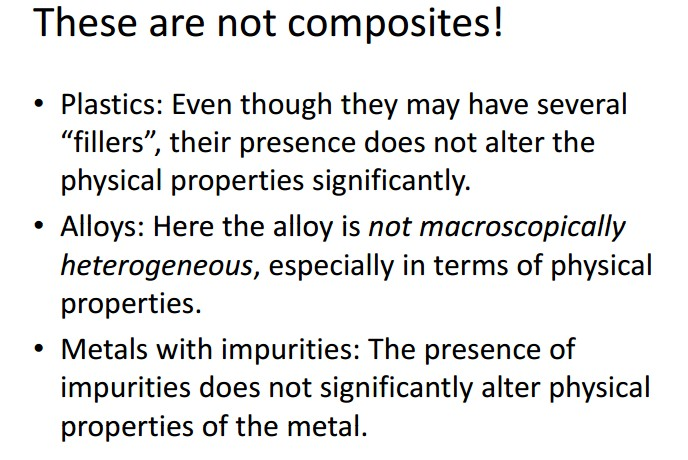 These are not composites!
• Plastics: Even though they may have several
“fillers”, their presence does not alter the
physical properties significantly.
• Alloys: Here the alloy is not macroscopically
heterogeneous, especially in terms of physical
properties.
• Metals with impurities: The presence of
impurities does not significantly alter physical
properties of the metal.